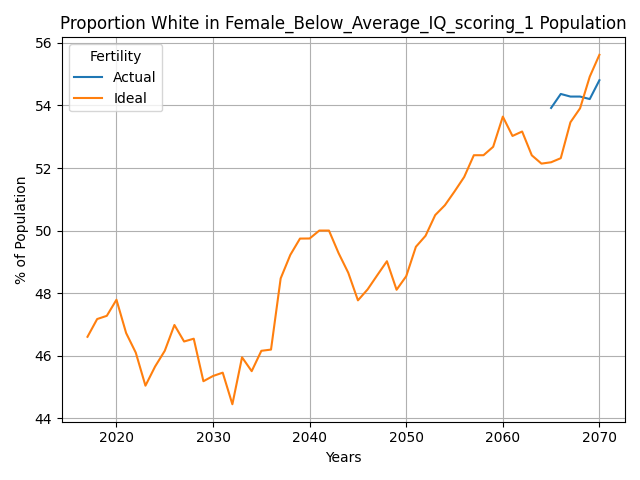 Proportion White in Female_Below_Average_IQ_scoring_1 Population
Fertility
Actual
Ideal
% of Population
56
54
52
50
48
46
44
2020 2030 2040 2050 2060 2070
Years